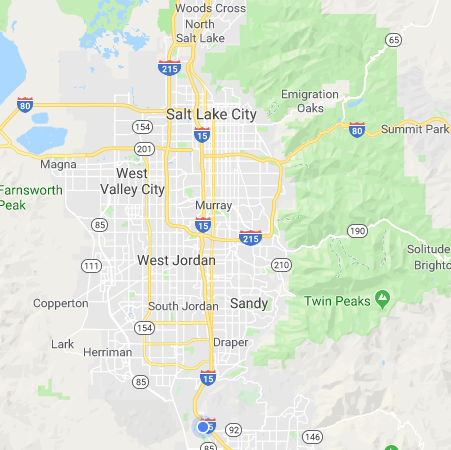 Woods Cross
North
Salt Lake
65
215
80
Emigration
Oaks
Salt Lake City
154
15
80
Summit Park
201
Magna
West
Valley City
Farnsworth
Peak
Murray
85
15
215
190
Solitude
Brighto
West Jordan
210
111
Twin Peaks
Copperton
South Jordan
Sandy
154
Lark
Herriman
Draper
85
15
92
146
85